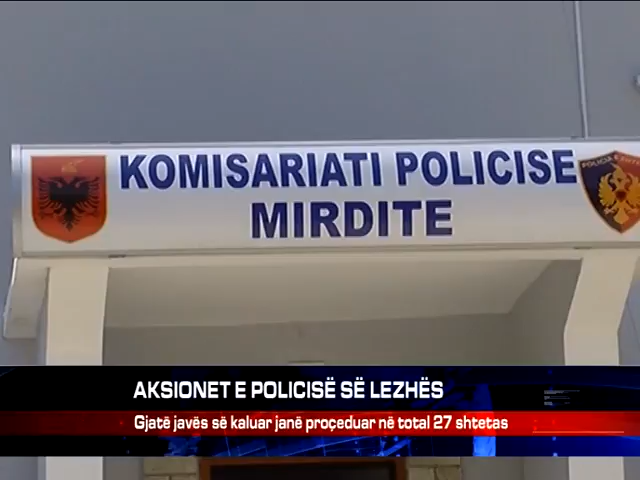 KOMISARIATI POLICISE
MIRDITE
AKSIONET E POLICISË SË LEZHËS
Gjatë javës së kaluar janë proçeduar në total 27 shtetas